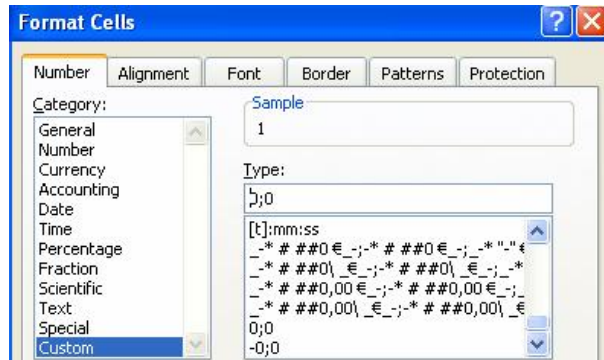 Format Cells
Number Alignment Font Border Patterns Protection
Category:
General
Number
Currency
Accounting
Date
Time
Percentage
Fraction
Scientific
Text
Special
Custom
Sample
1
Type:
[t]:mm:ss
_-* # ##0 €_-;-* # ##0 €_-;_-* "-" €
_-* # ##0\ _€_-;-* # ##0\ _€_-;_-*
_-* # ##0,00 €_-;-* # ##0,00 €_-;_
_-* # ##0,00\ _€_-;-* # ##0,00\ _€
0;0
-0;0